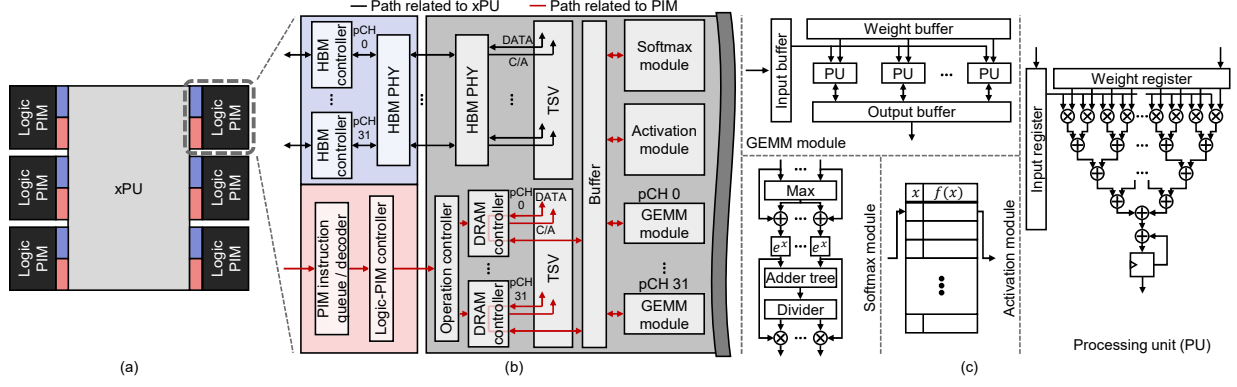 Path related to xPU
Path related to PIM
Logic
PIM
Logic
PIM
Logic
PIM
xPU
Logic
PIM
Logic
PIM
Logic
PIM
(a)
HBM
controller
pCH
0
...
HBM
controller
pCH
31
HBM PHY
...
HBM PHY
...
DATA
C/A
TSV
PIM instruction
queue / decoder
Logic-PIM controller
Operation controller
pCH
0
DRAM
controller
...
pCH
31
DRAM
controller
DATA
C/A
TSV
Buffer
Softmax
module
Activation
module
pCH 0
GEMM
module
...
pCH 31
GEMM
module
(b)
Input buffer
Weight buffer
PU
PU
...
PU
Output buffer
GEMM module
Max
...
e^x
...
e^x
Adder tree
Divider
...
Softmax module
x
f(x)
Activation module
(c)
Input register
Weight register
...
...
...
Processing unit (PU)